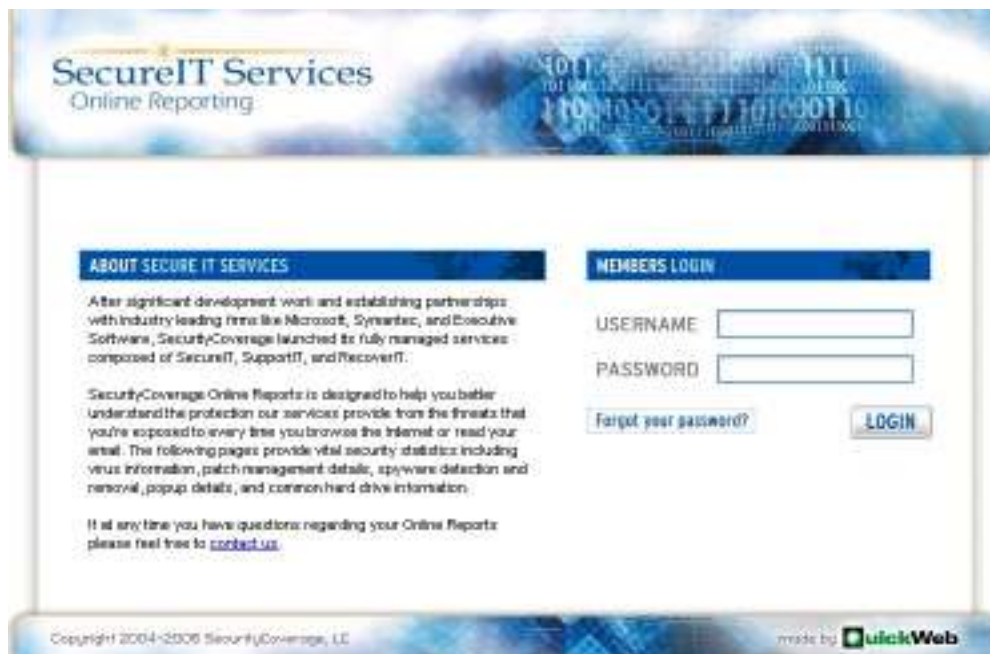 SecureIT Services
Online Reporting
ABOUT SECURE IT SERVICES
After significant development work and establishing partnerships
with industry leading firms like Microsoft, Symantec, and Executive
Software, SecurityCoverage launched its fully managed services
composed of SecureIT, SupportIT, and RecoverIT.
SecurityCoverage Online Reports is designed to help you better
understand the protection our services provide from the threats that
you're exposed to every time you browse the Internet or read your
email. The following pages provide vital security statistics including
virus information, patch management details, spyware detection and
removal, popup details, and common hard drive information.
If at any time you have questions regarding your Online Reports
please feel free to contact us.
MEMBERS LOGIN
USERNAME
PASSWORD
Forgot your password?
LOGIN
Copyright 2004-2006 SecurityCoverage,
made by QuickWeb